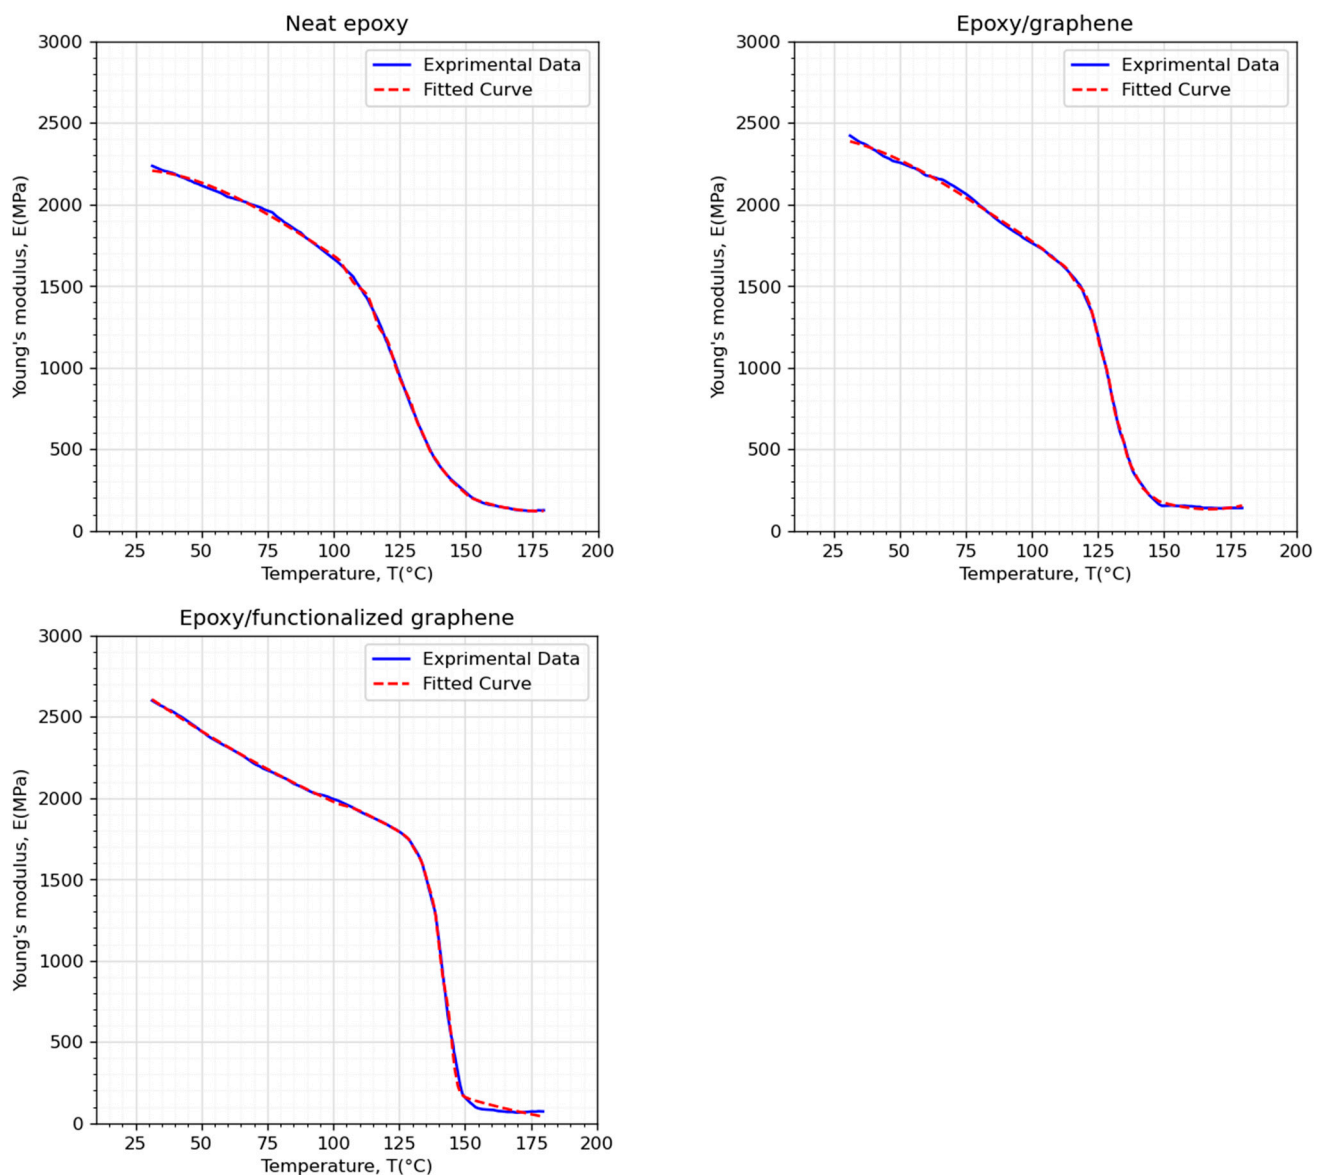 Neat epoxy
3000
2500
2000
1500
1000
500
0
Young's modulus, E(MPa)
Exprimental Data
Fitted Curve
25 50 75 100 125 150 175 200
Temperature, T(°C)
Epoxy/graphene
3000
2500
2000
1500
1000
500
0
Young's modulus, E(MPa)
Exprimental Data
Fitted Curve
25 50 75 100 125 150 175 200
Temperature, T(°C)
Epoxy/functionalized graphene
3000
2500
2000
1500
1000
500
0
Young's modulus, E(MPa)
Exprimental Data
Fitted Curve
25 50 75 100 125 150 175 200
Temperature, T(°C)